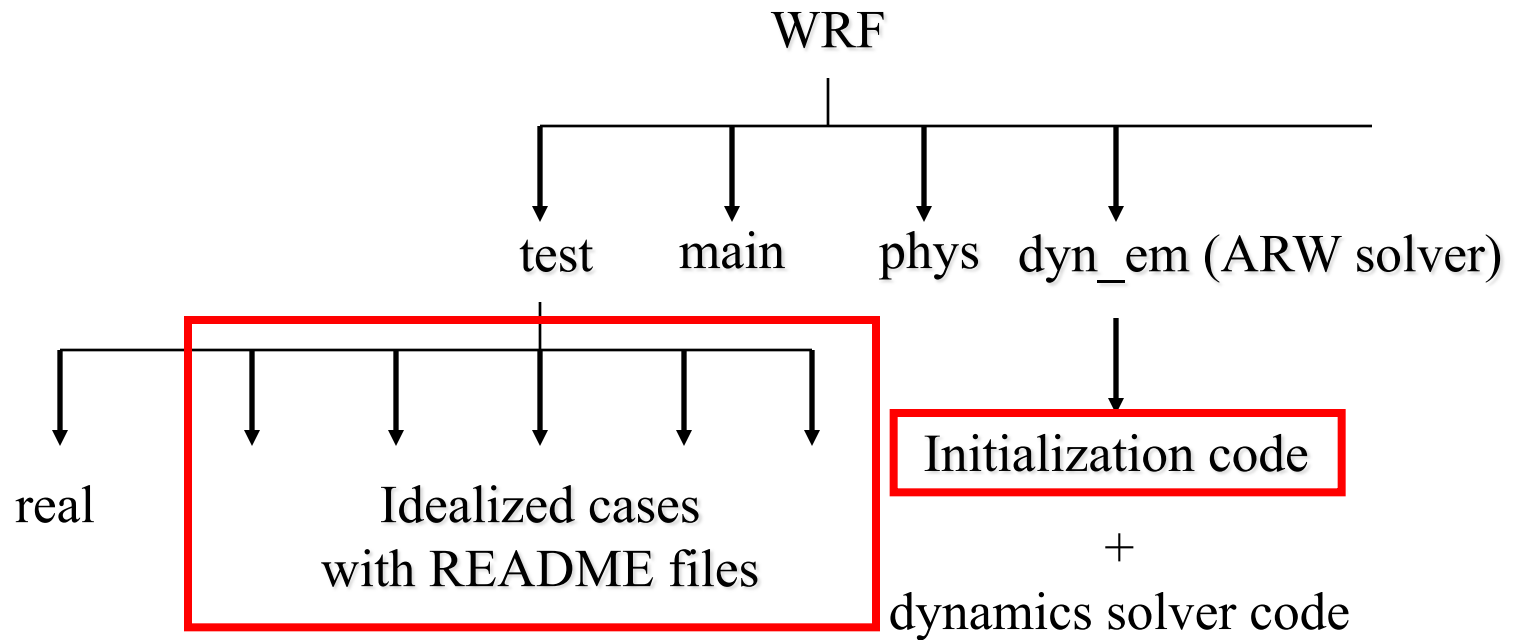 WRF
test
main
phys
dyn_em (ARW solver)
real
Idealized cases
with README files
Initialization code
+
dynamics solver code